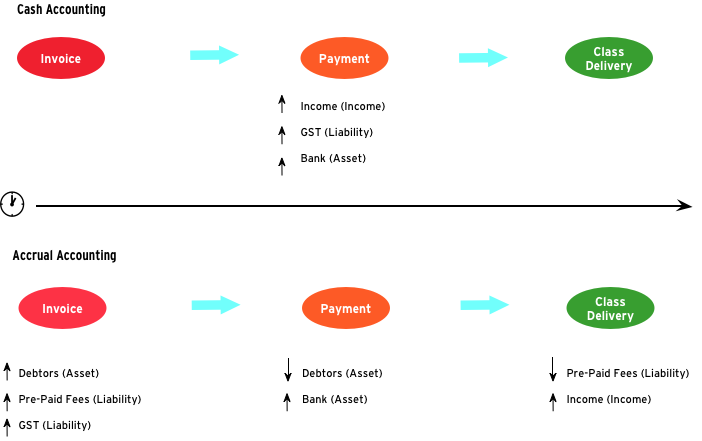 Cash Accounting
Invoice
Payment
Class
Delivery
Income (Income)
GST (Liability)
Bank (Asset)
Accrual Accounting
Invoice
Payment
Class
Delivery
Debtors (Asset)
Pre-Paid Fees (Liability)
GST (Liability)
Debtors (Asset)
Bank (Asset)
Pre-Paid Fees (Liability)
Income (Income)